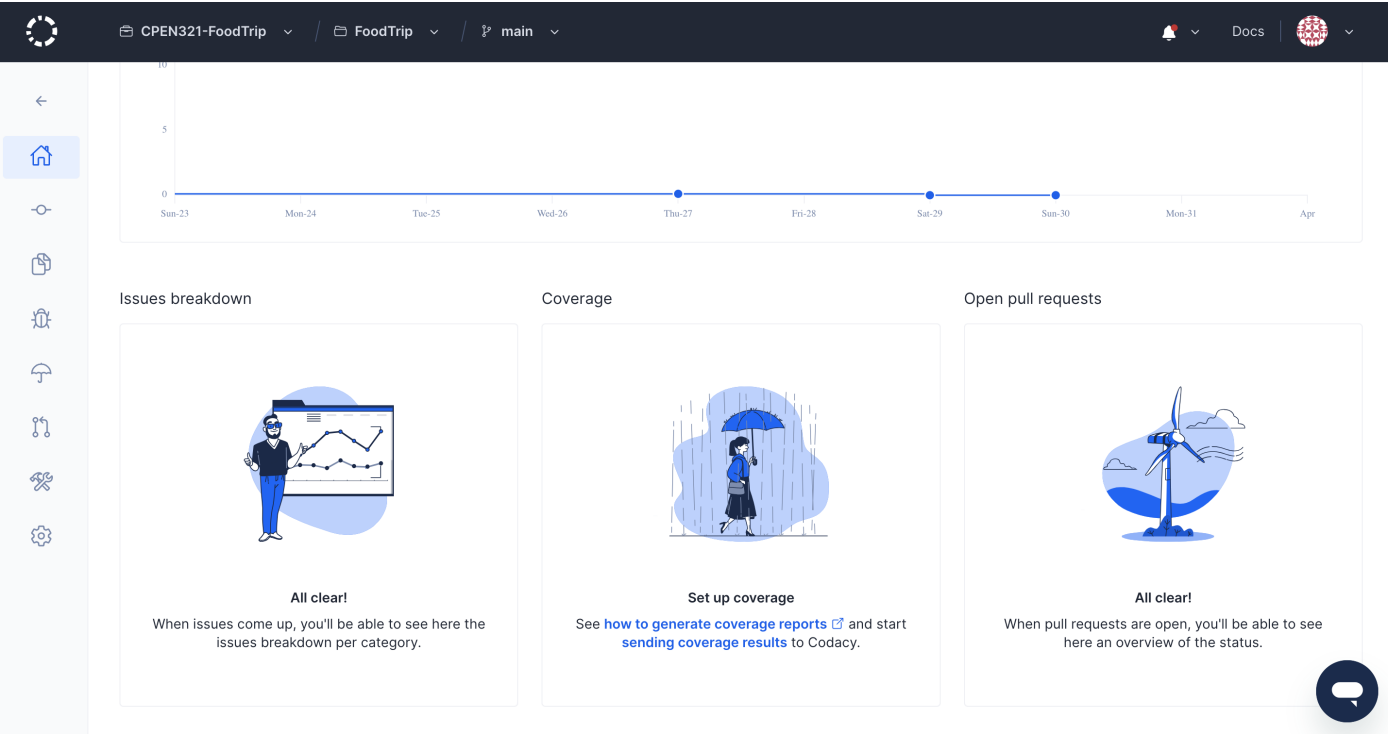 CPEN321-FoodTrip FoodTrip main Docs
10
5
0
Sun-23 Mon-24 Tue-25 Wed-26 Thu-27 Fri-28 Sat-29 Sun-30 Mon-31 Apr
Issues breakdown
All clear!
When issues come up, you'll be able to see here the
issues breakdown per category.
Coverage
Set up coverage
See how to generate coverage reports and start
sending coverage results to Codacy.
Open pull requests
All clear!
When pull requests are open, you'll be able to see
here an overview of the status.